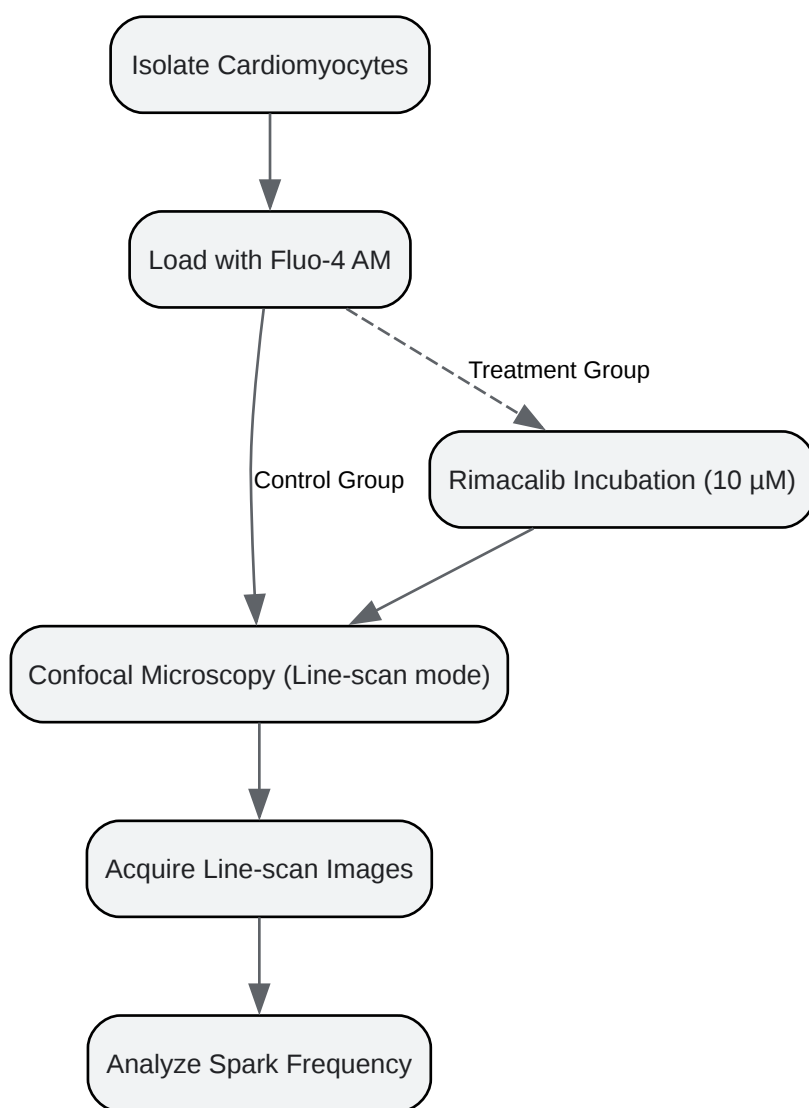 Isolate Cardiomyocytes
Load with Fluo-4 AM
Treatment Group
Rimacalib Incubation (10 µM)
Control Group
Confocal Microscopy (Line-scan mode)
Acquire Line-scan Images
Analyze Spark Frequency